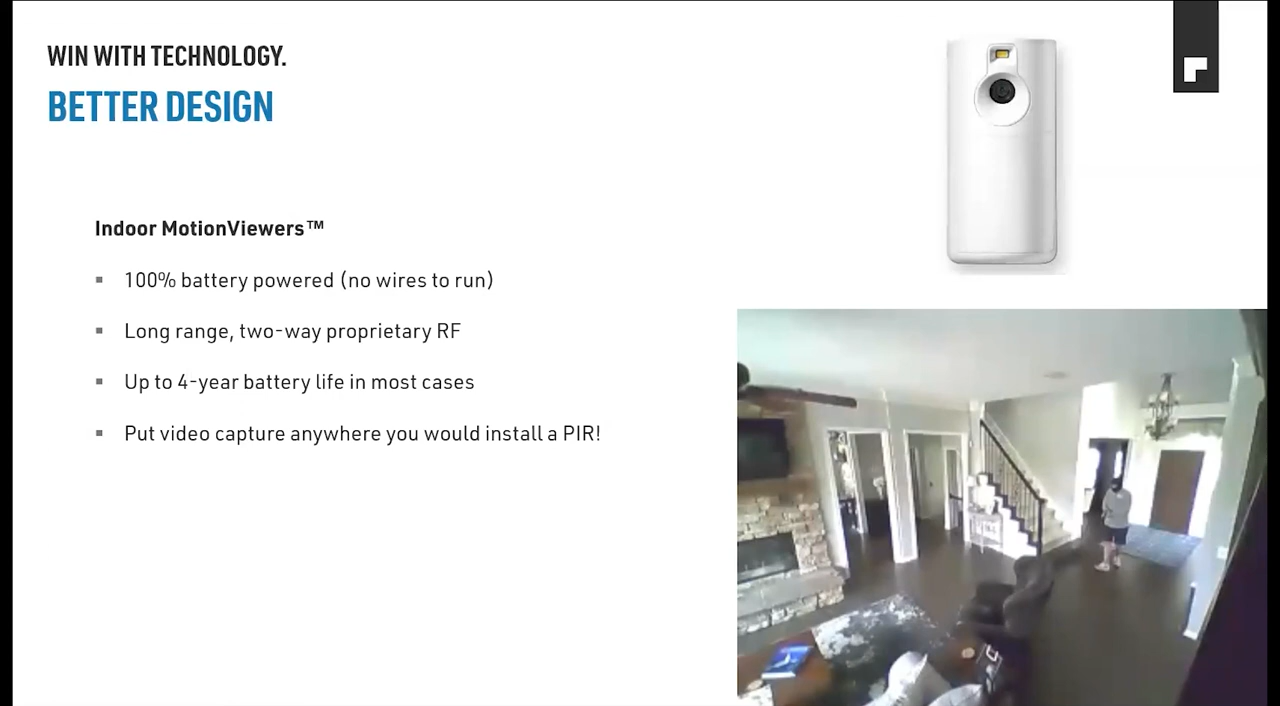 WIN WITH TECHNOLOGY.
BETTER DESIGN
Indoor MotionViewers™
▪ 100% battery powered (no wires to run)
▪ Long range, two-way proprietary RF
▪ Up to 4-year battery life in most cases
▪ Put video capture anywhere you would install a PIR!